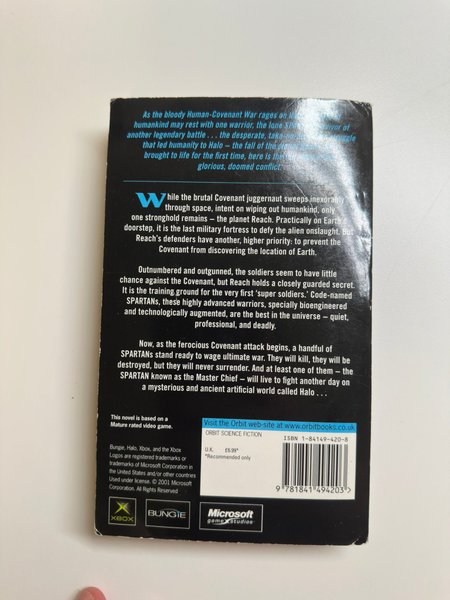 As the bloody Human-Covenant War rages on
humankind may rest with one warrior, the lone of
another legendary battle . . . the desperate,
that led humanity to Halo – the fall of the
brought to life for the first time, here is
glorious, doomed conflict
While the brutal Covenant juggernaut sweeps inexorably
through space, intent on wiping out humankind, only
one stronghold remains – the planet Reach. Practically on Earth's
doorstep, it is the last military fortress to defy the alien onslaught. But
Reach's defenders have another, higher priority: to prevent the
Covenant from discovering the location of Earth.
Outnumbered and outgunned, the soldiers seem to have little
chance against the Covenant, but Reach holds a closely guarded secret.
It is the training ground for the very first 'super soldiers.' Code-named
SPARTANs, these highly advanced warriors, specially bioengineered
and technologically augmented, are the best in the universe – quiet,
professional, and deadly.
Now, as the ferocious Covenant attack begins, a handful of
SPARTANs stand ready to wage ultimate war. They will kill, they will be
destroyed, but they will never surrender. And at least one of them – the
SPARTAN known as the Master Chief – will live to fight another day on
a mysterious and ancient artificial world called Halo . . .
This novel is based on a
Mature rated video game.
Bungie, Halo, Xbox, and the Xbox
Logos are registered trademarks or
trademarks of Microsoft Corporation in
the United States and/or other countries
Used under license. © 2001 Microsoft
Corporation. All Rights Reserved
XBOX
BUNGIE
Microsoft
game studios
Visit the Orbit web-site at www.orbitbooks.co.uk
ORBIT SCIENCE FICTION
U.K. £6.99*
*Recommended only
ISBN 1-84149-420-8
9 781841 494203 >